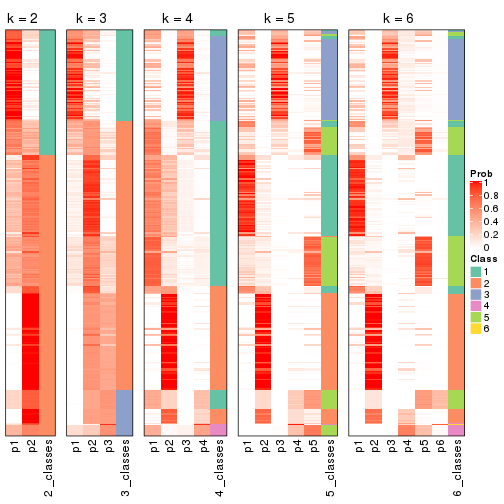 k = 2
k = 3
k = 4
k = 5
k = 6
Prob
1
0.8
0.6
0.4
0.2
0
Class
1
2
3
4
5
6
p1
p2
2_classes
p1
p2
p3
3_classes
p1
p2
p3
p4
4_classes
p1
p2
p3
p4
p5
5_classes
p1
p2
p3
p4
p5
p6
6_classes